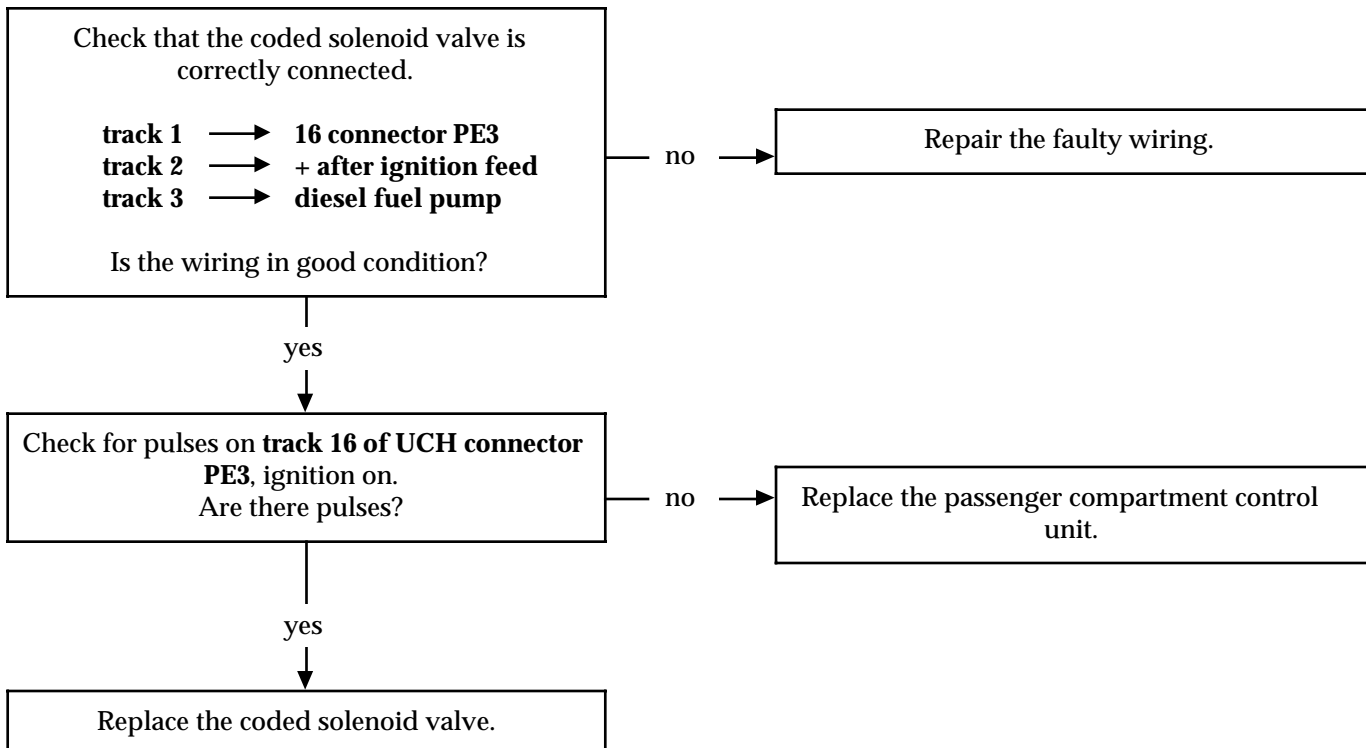 Check that the coded solenoid valve is
correctly connected.
track 1 → 16 connector PE3
track 2 → + after ignition feed
track 3 → diesel fuel pump
Is the wiring in good condition?
no
Repair the faulty wiring.
yes
Check for pulses on track 16 of UCH connector
PE3, ignition on.
Are there pulses?
no
Replace the passenger compartment control
unit.
yes
Replace the coded solenoid valve.